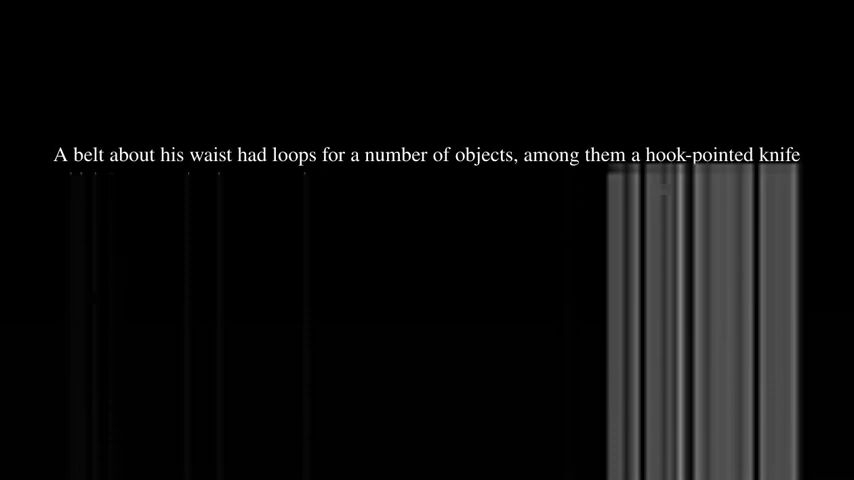 A belt about his waist had loops for a number of objects, among them a hook-pointed knife